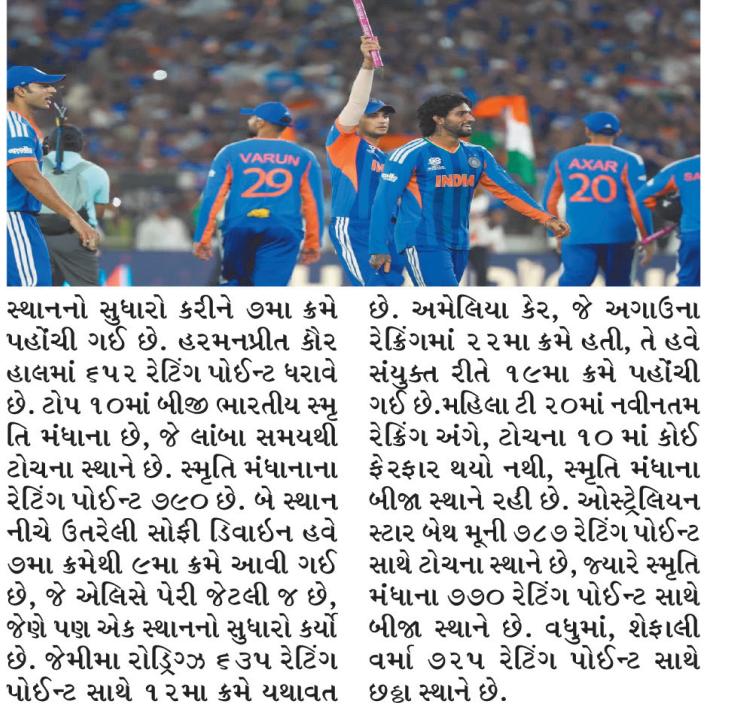 VARUN
29
INDIA
IN
AXAR
20
SA
સ્થાનનો સુધારો કરીને ૭મા ક્રમે
પહોંચી ગઈ છે. હરમનપ્રીત કૌર
હાલમાં ૬૫૨ રેટિંગ પોઈન્ટ ધરાવે
છે. ટોપ ૧૦માં બીજી ભારતીય સ્મૃ
તિ મંધાના છે, જે લાંબા સમયથી
ટોચના સ્થાને છે. સ્મૃતિ મંધાનાના
રેટિંગ પોઈન્ટ ૭૯૦ છે. બે સ્થાન
નીચે ઉતરેલી સોફી ડિવાઇન હવે
૭મા ક્રમેથી ૯મા ક્રમે આવી ગઈ
છે, જે એલિસે પેરી જેટલી જ છે,
જેણે પણ એક સ્થાનનો સુધારો કર્યો
છે. જેમીમા રોડ્રિગ્ઝ ૬૩૫ રેટિંગ
પોઈન્ટ સાથે ૧૨મા ક્રમે યથાવત
છે. અમેલિયા કેર, જે અગાઉના
રેન્કિંગમાં ૨૨મા ક્રમે હતી, તે હવે
સંયુક્ત રીતે ૧૯મા ક્રમે પહોંચી
ગઈ છે.મહિલા ટી ૨૦માં નવીનતમ
રેન્કિંગ અંગે, ટોચના ૧૦ માં કોઈ
ફેરફાર થયો નથી, સ્મૃતિ મંધાના
બીજા સ્થાને રહી છે. ઓસ્ટ્રેલિયન
સ્ટાર બેથ મૂની ૭૮૭ રેટિંગ પોઈન્ટ
સાથે ટોચના સ્થાને છે, જ્યારે સ્મૃતિ
મંધાના ૭૭૦ રેટિંગ પોઈન્ટ સાથે
બીજા સ્થાને છે. વધુમાં, શેફાલી
વર્મા ૭૨૫ રેટિંગ પોઈન્ટ સાથે
છઠ્ઠા સ્થાને છે.